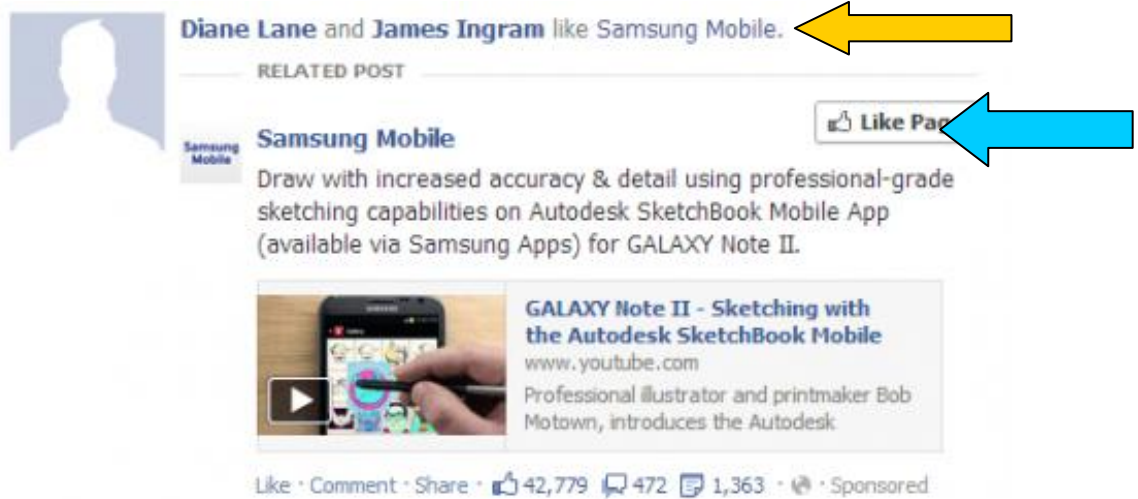 Diane Lane and James Ingram like Samsung Mobile.
RELATED POST
Like Pag
Samsung Mobile
Samsung Mobile
Draw with increased accuracy & detail using professional-grade
sketching capabilities on Autodesk SketchBook Mobile App
(available via Samsung Apps) for GALAXY Note II.
GALAXY Note II - Sketching with
the Autodesk SketchBook Mobile
www.youtube.com
Professional illustrator and printmaker Bob
Motown, introduces the Autodesk
Like · Comment · Share · 42,779 472 1,363 · · Sponsored